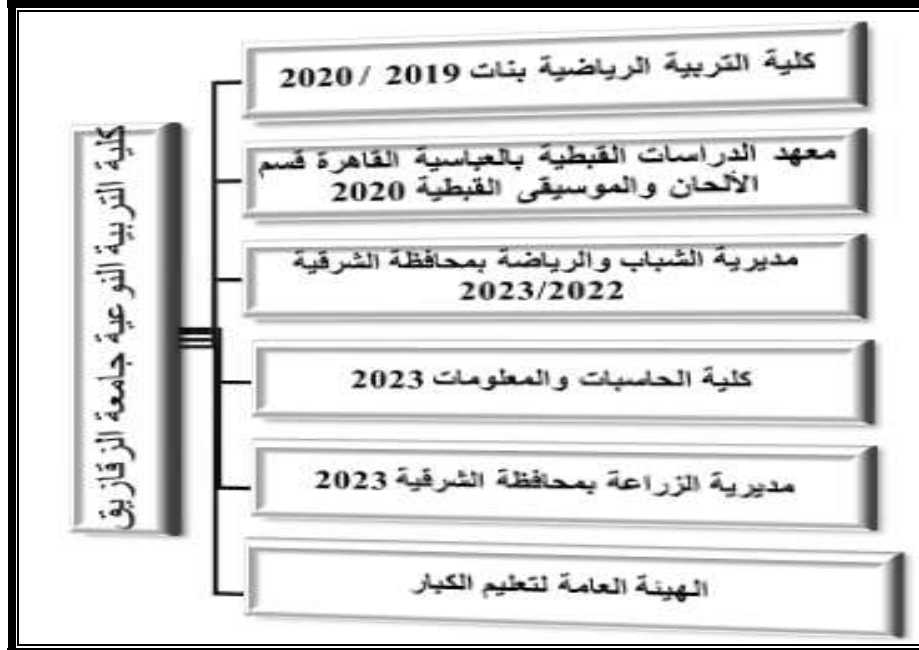 كلية التربية النوعية جامعة الزقازيق
كلية التربية الرياضية بنات 2019 / 2020
معهد الدراسات القبطية بالعباسية القاهرة قسم
الألحان والموسيقى القبطية 2020
مديرية الشباب والرياضة بمحافظة الشرقية
2023/2022
كلية الحاسبات والمعلومات 2023
مديرية الزراعة بمحافظة الشرقية 2023
الهيئة العامة لتعليم الكبار